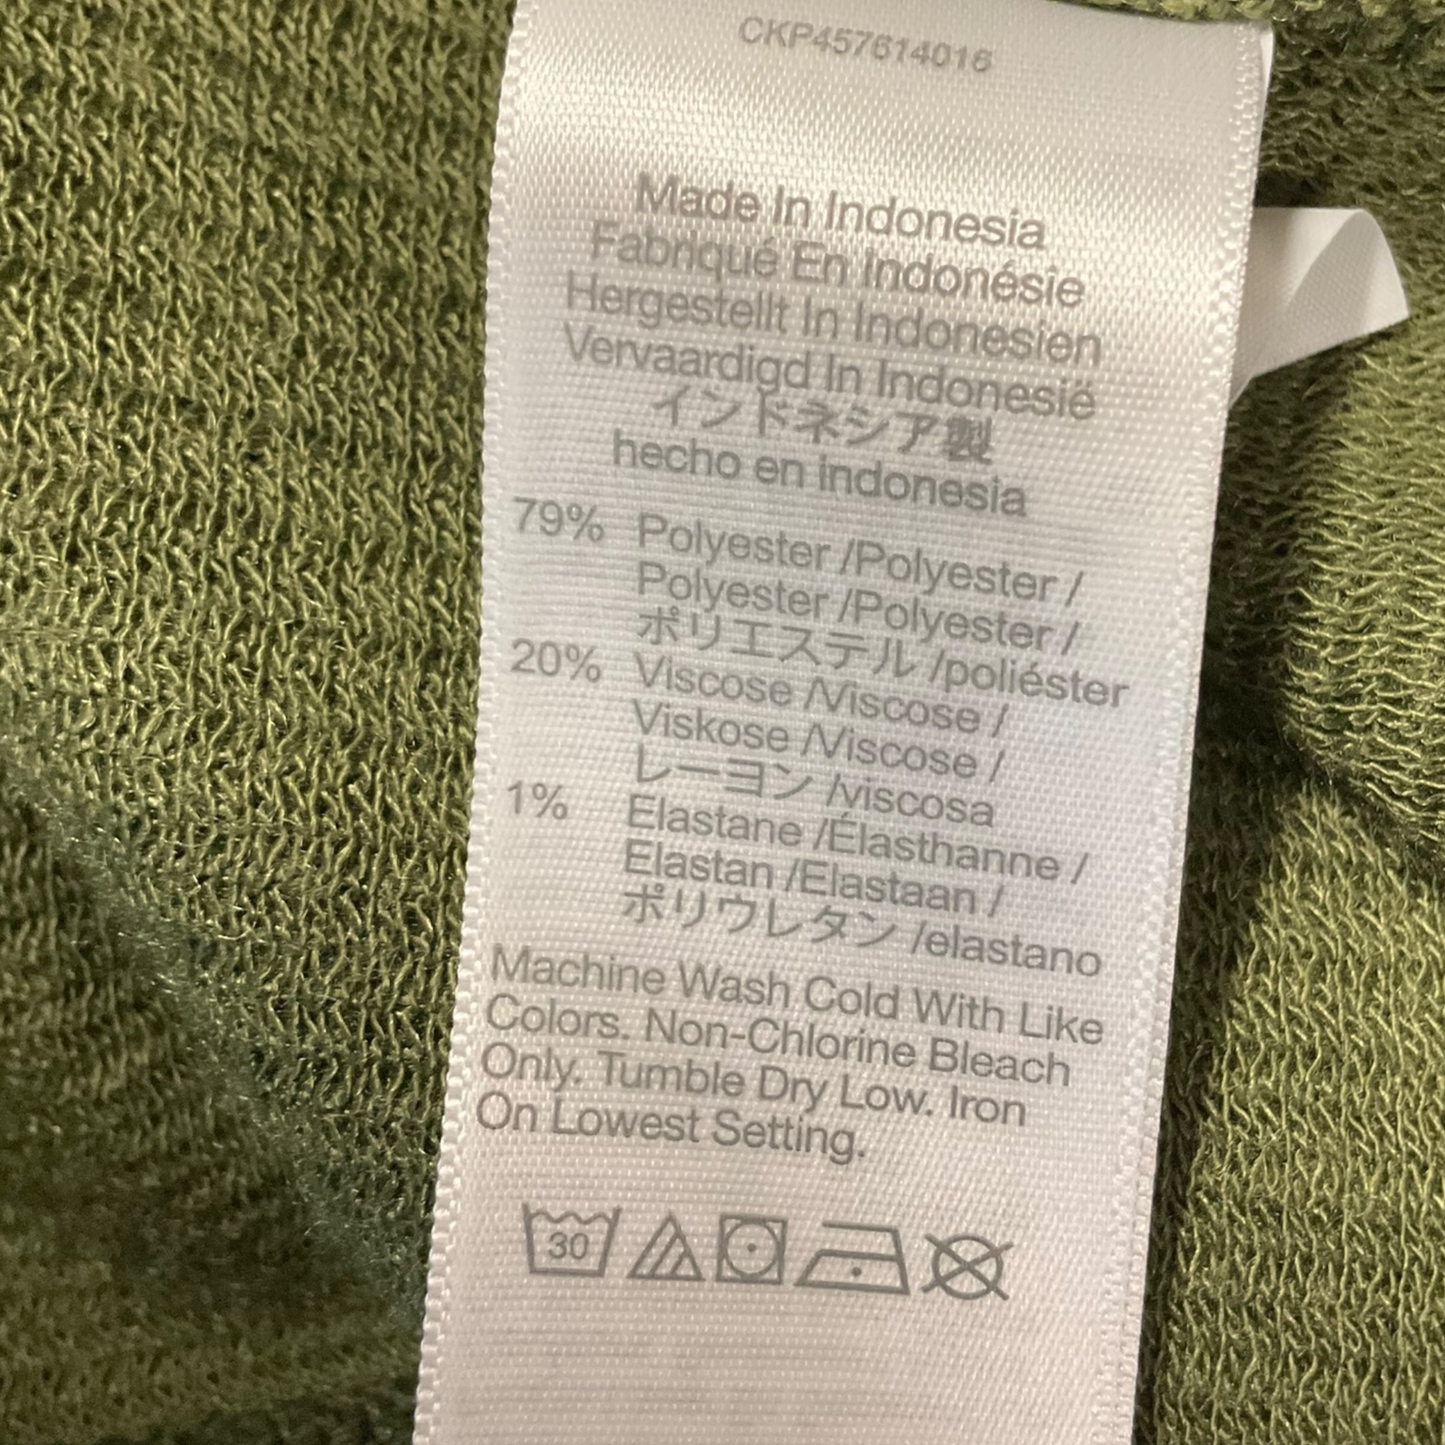 CKP457614016
Made In Indonesia
Fabriqué En Indonésie
Hergestellt In Indonesien
Vervaardigd In Indonesië
インドネシア製
hecho en indonesia
79% Polyester /Polyester /
Polyester /Polyester /
ポリエステル /poliéster
20% Viscose /Viscose /
Viskose /Viscose /
レーヨン /viscosa
1% Elastane /Élasthanne /
Elastan /Elastaan /
ポリウレタン /elastano
Machine Wash Cold With Like
Colors. Non-Chlorine Bleach
Only. Tumble Dry Low. Iron
On Lowest Setting.
30